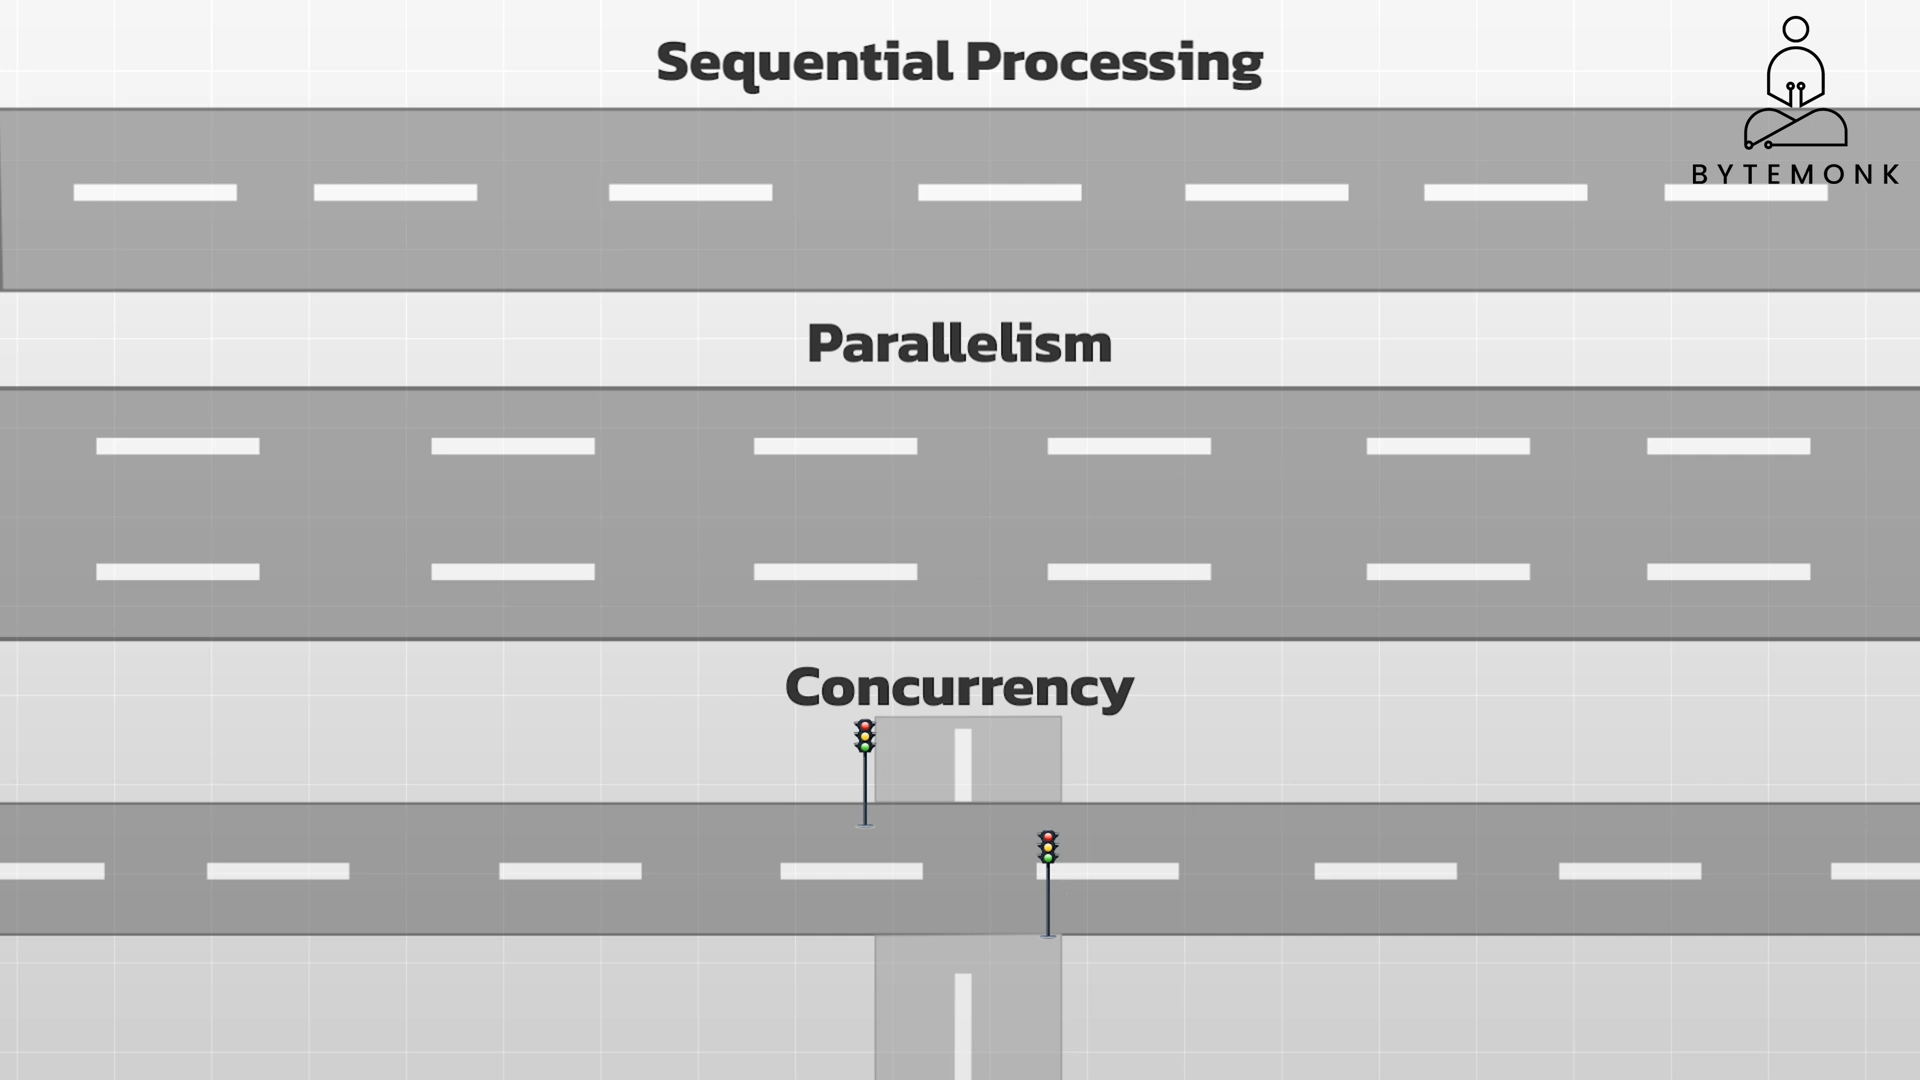 Sequential Processing
BYTEMONK
Parallelism
Concurrency